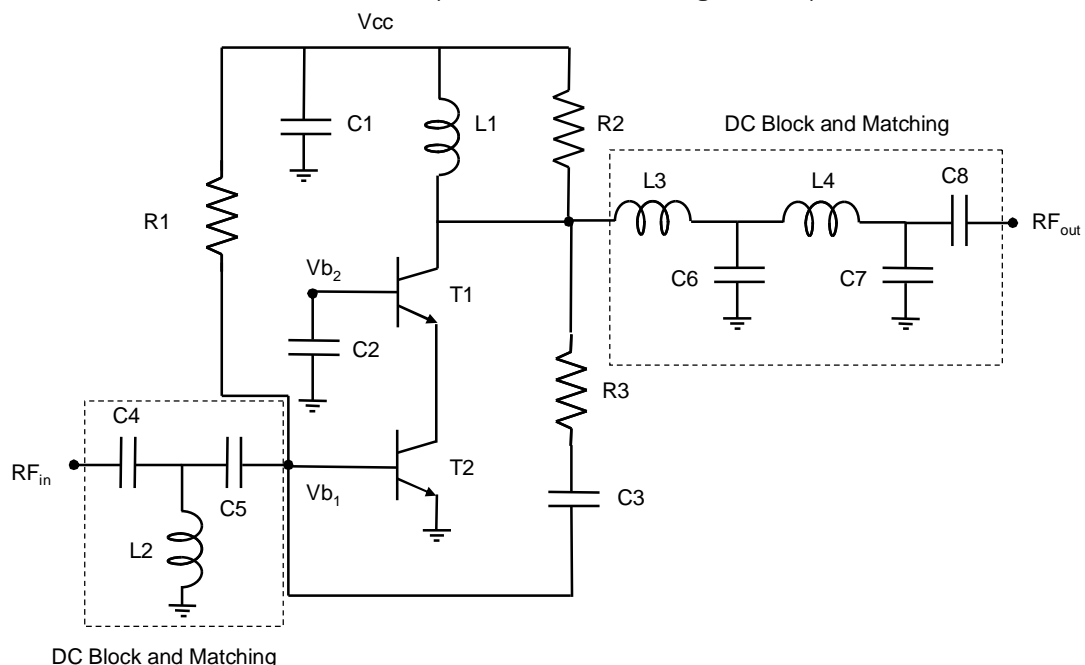 Vcc
C1
L1
R2
DC Block and Matching
L3
L4
C8
R1
RFout
Vb2
T1
C6
C7
C2
R3
C4
RFin
T2
C5
Vb1
C3
L2
DC Block and Matching